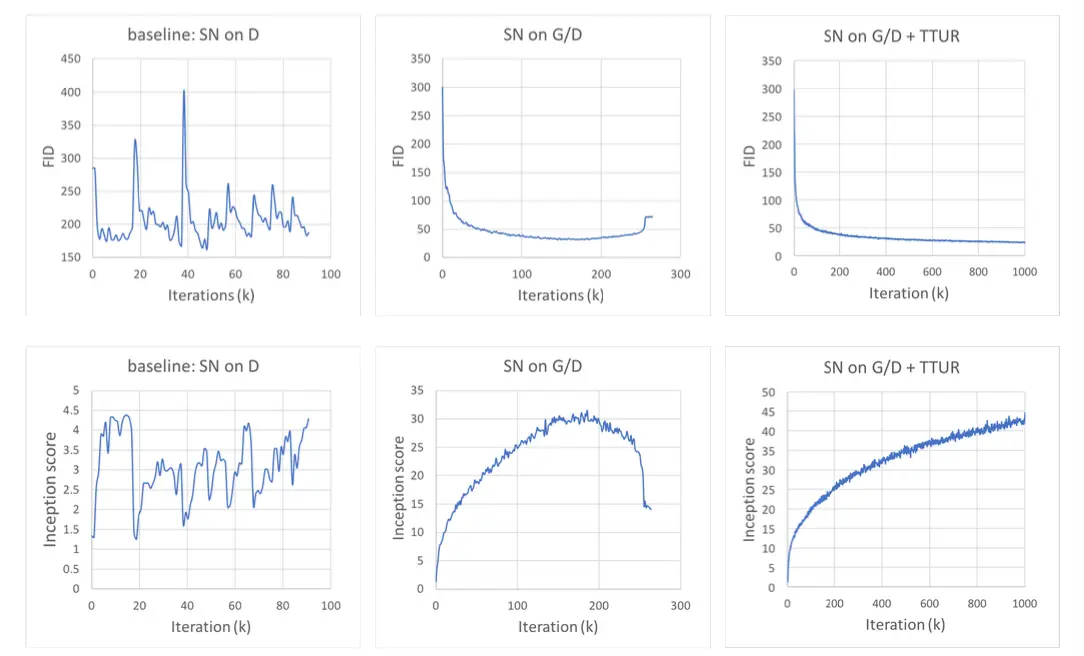 baseline: SN on D
450
400
350
300
250
200
150
FID
0 20 40 60 80 100
Iterations (k)
SN on G/D
350
300
250
200
150
100
50
0
FID
0 100 200 300
Iterations (k)
SN on G/D + TTUR
350
300
250
200
150
100
50
0
FID
0 200 400 600 800 1000
Iteration (k)
baseline: SN on D
5
4.5
4
3.5
3
2.5
2
1.5
1
0.5
0
Inception score
0 20 40 60 80 100
Iteration (k)
SN on G/D
35
30
25
20
15
10
5
0
Inception score
0 100 200 300
Iteration (k)
SN on G/D + TTUR
50
45
40
35
30
25
20
15
10
5
0
Inception score
0 200 400 600 800 1000
Iteration (k)